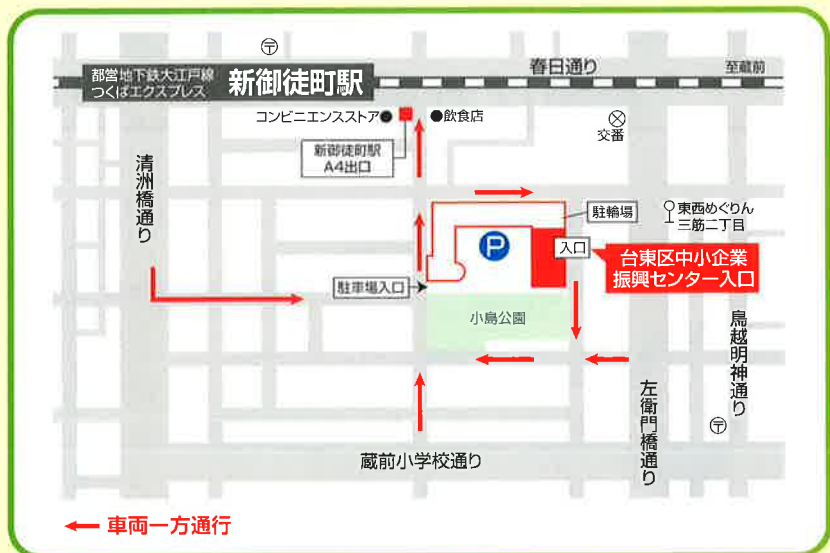 都営地下鉄大江戸線
つくばエクスプレス
新御徒町駅
春日通り
至蔵前
コンビニエンスストア
飲食店
交番
新御徒町駅
A4出口
清洲橋通り
駐輪場
東西めぐりん
三筋二丁目
P
入口
台東区中小企業
振興センター入口
駐車場入口
小島公園
鳥越明神通り
左衛門橋通り
蔵前小学校通り
車両一方通行